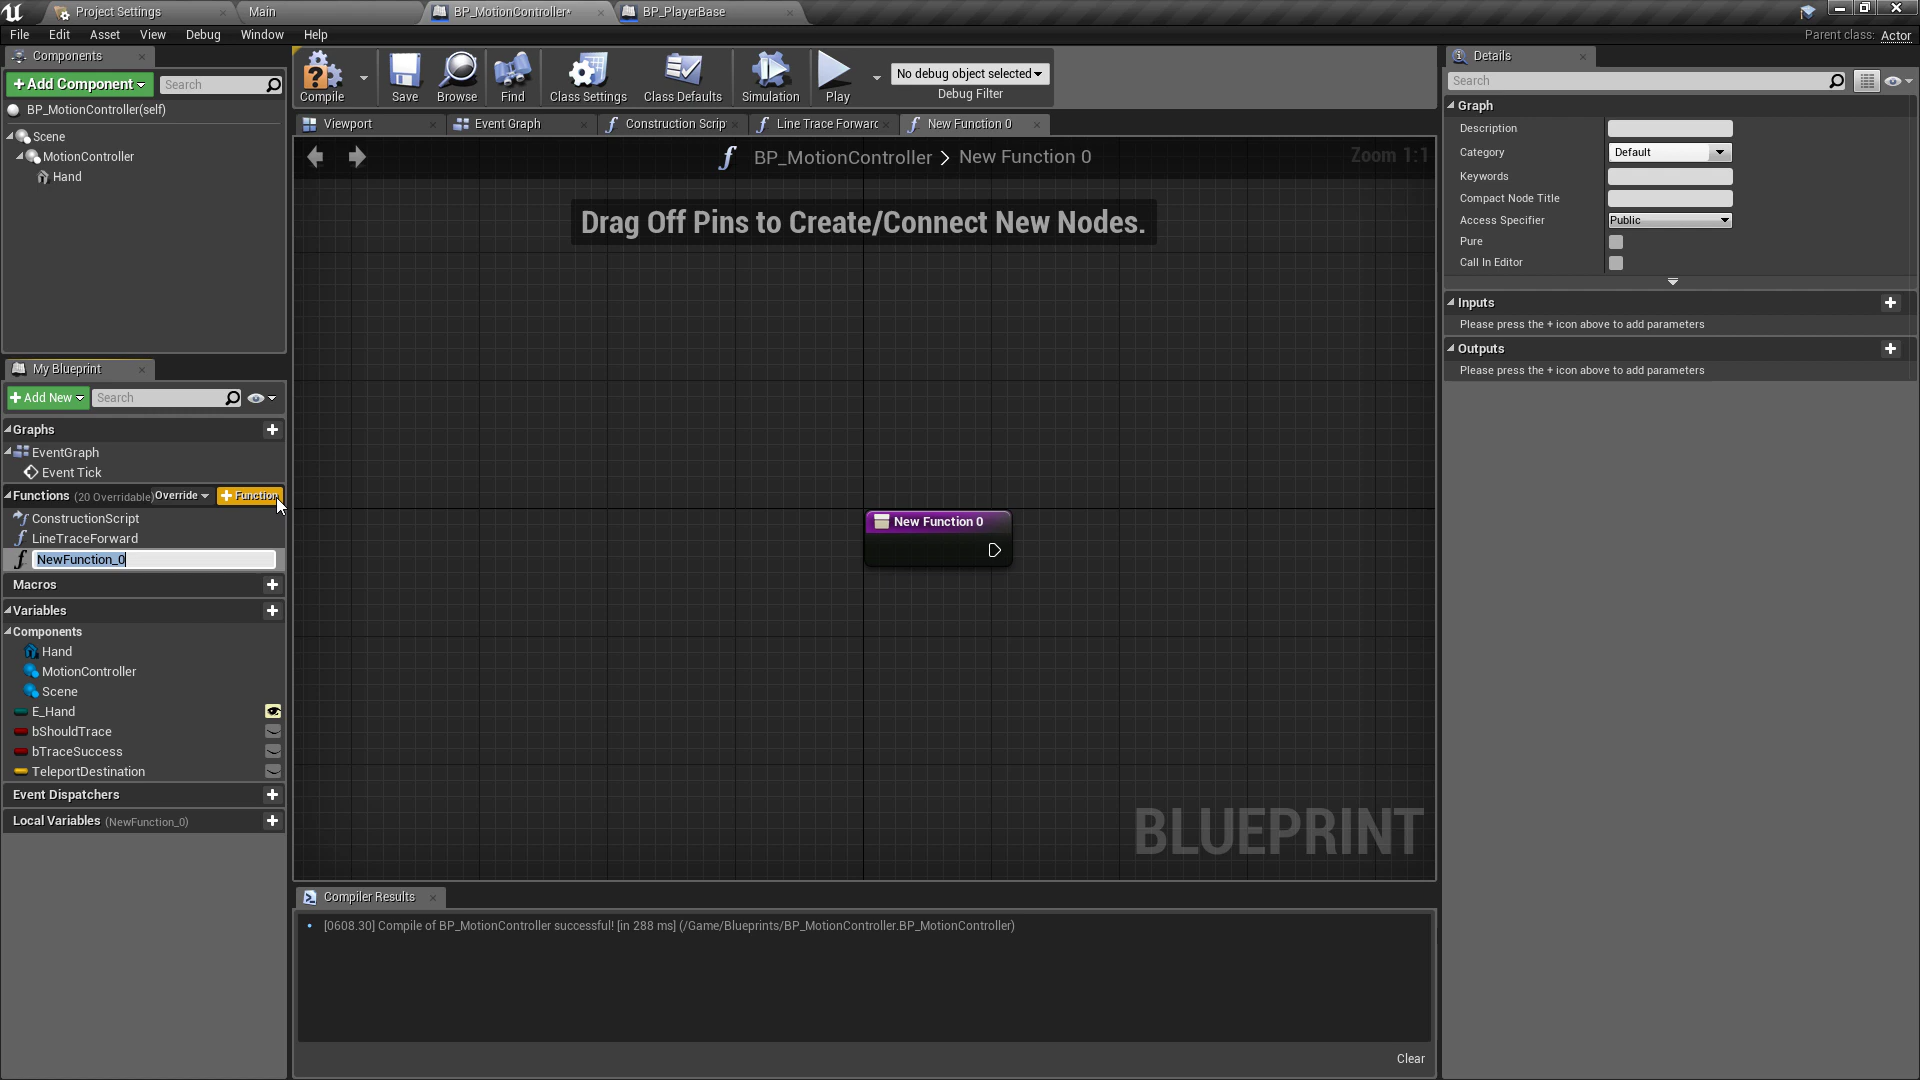 Project Settings
Main
BP_MotionController*
BP_PlayerBase
File Edit Asset View Debug Window Help
Parent class: Actor
Components
+Add Component
Search
BP_MotionController(self)
Scene
MotionController
Hand
Compile
Save
Browse
Find
Class Settings
Class Defaults
Simulation
Play
No debug object selected
Debug Filter
Viewport
Event Graph
Construction Scrip
Line Trace Forwarc
New Function 0
BP_MotionController > New Function 0
Zoom 1:1
Drag Off Pins to Create/Connect New Nodes.
New Function 0
BLUEPRINT
My Blueprint
+Add New
Search
Graphs
EventGraph
Event Tick
Functions (20 Overridable)
Override
+ Function
ConstructionScript
LineTraceForward
NewFunction_0
Macros
Variables
Components
Hand
MotionController
Scene
E_Hand
bShouldTrace
bTraceSuccess
TeleportDestination
Event Dispatchers
Local Variables (NewFunction_0)
Compiler Results
• [0608.30] Compile of BP_MotionController successful! [in 288 ms] (/Game/Blueprints/BP_MotionController.BP_MotionController)
Clear
Details
Search
Graph
Description
Category Default
Keywords
Compact Node Title
Access Specifier Public
Pure
Call In Editor
Inputs
Please press the + icon above to add parameters
Outputs
Please press the + icon above to add parameters